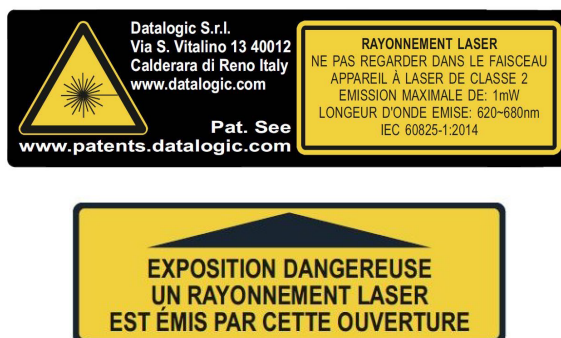 Datalogic S.r.l.
Via S. Vitalino 13 40012
Calderara di Reno Italy
www.datalogic.com
Pat. See
www.patents.datalogic.com
RAYONNEMENT LASER
NE PAS REGARDER DANS LE FAISCEAU
APPAREIL À LASER DE CLASSE 2
EMISSION MAXIMALE DE: 1mW
LONGEUR D'ONDE EMISE: 620~680nm
IEC 60825-1:2014
EXPOSITION DANGEREUSE
UN RAYONNEMENT LASER
EST ÉMIS PAR CETTE OUVERTURE